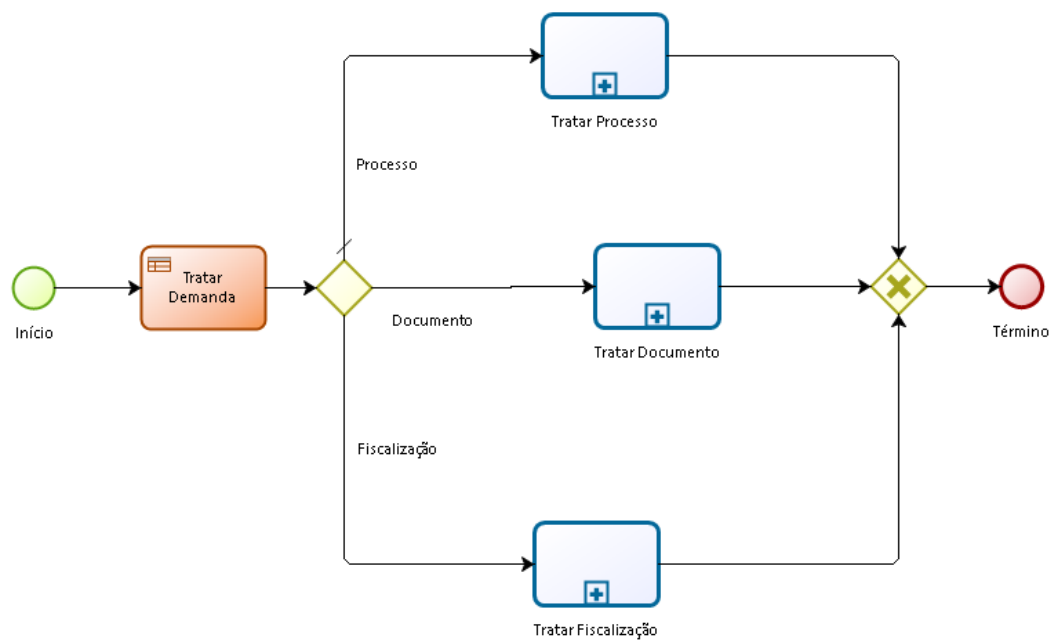 Tratar Processo
Processo
Tratar
Demanda
Início
Documento
Tratar Documento
Término
Fiscalização
Tratar Fiscalização